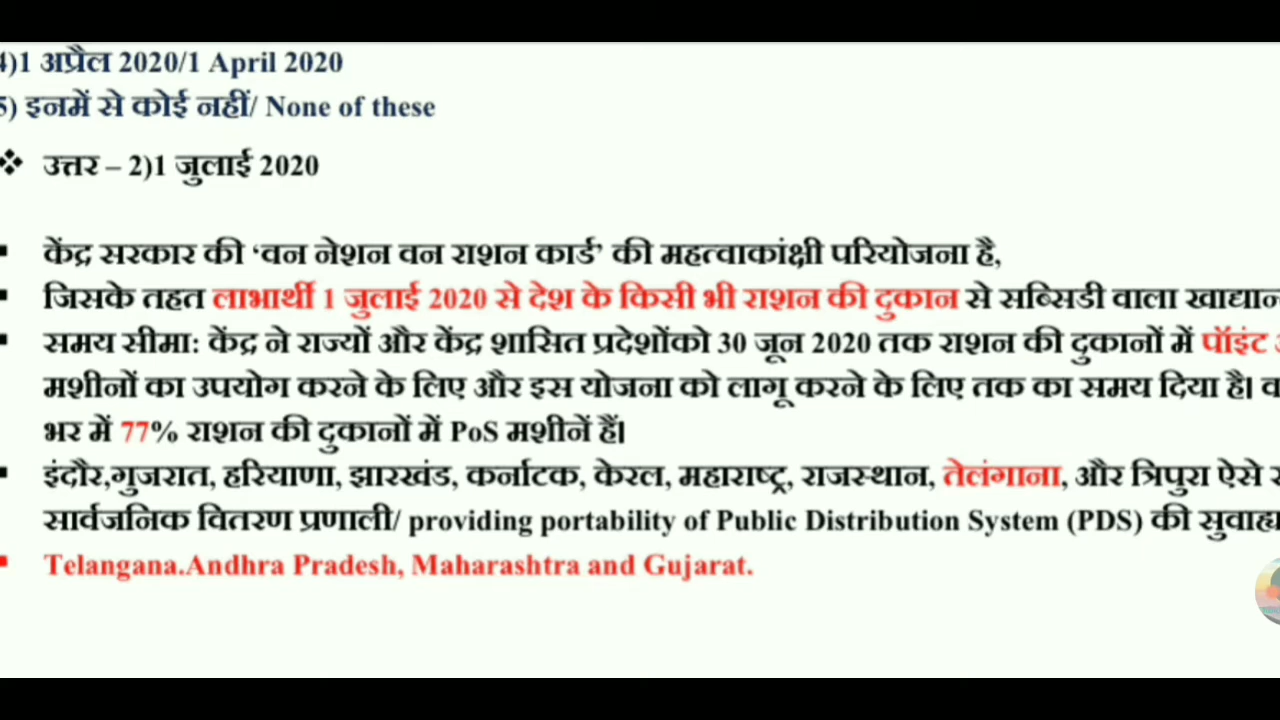 4)1 अप्रैल 2020/1 April 2020
5) इनमें से कोई नहीं/ None of these
❖ उत्तर – 2)1 जुलाई 2020
▪ केंद्र सरकार की ‘वन नेशन वन राशन कार्ड’ की महत्वाकांक्षी परियोजना है,
▪ जिसके तहत लाभार्थी 1 जुलाई 2020 से देश के किसी भी राशन की दुकान से सब्सिडी वाला
▪ समय सीमा: केंद्र ने राज्यों और केंद्र शासित प्रदेशोंको 30 जून 2020 तक राशन की दुकानों में पॉइंट
मशीनों का उपयोग करने के लिए और इस योजना को लागू करने के लिए तक का समय दिया है।
भर में 77% राशन की दुकानों में PoS मशीनें हैं।
▪ इंदौर,गुजरात, हरियाणा, झारखंड, कर्नाटक, केरल, महाराष्ट्र, राजस्थान, तेलंगाना, और त्रिपुरा ऐसे
सार्वजनिक वितरण प्रणाली/ providing portability of Public Distribution System (PDS) की
▪ Telangana.Andhra Pradesh, Maharashtra and Gujarat.